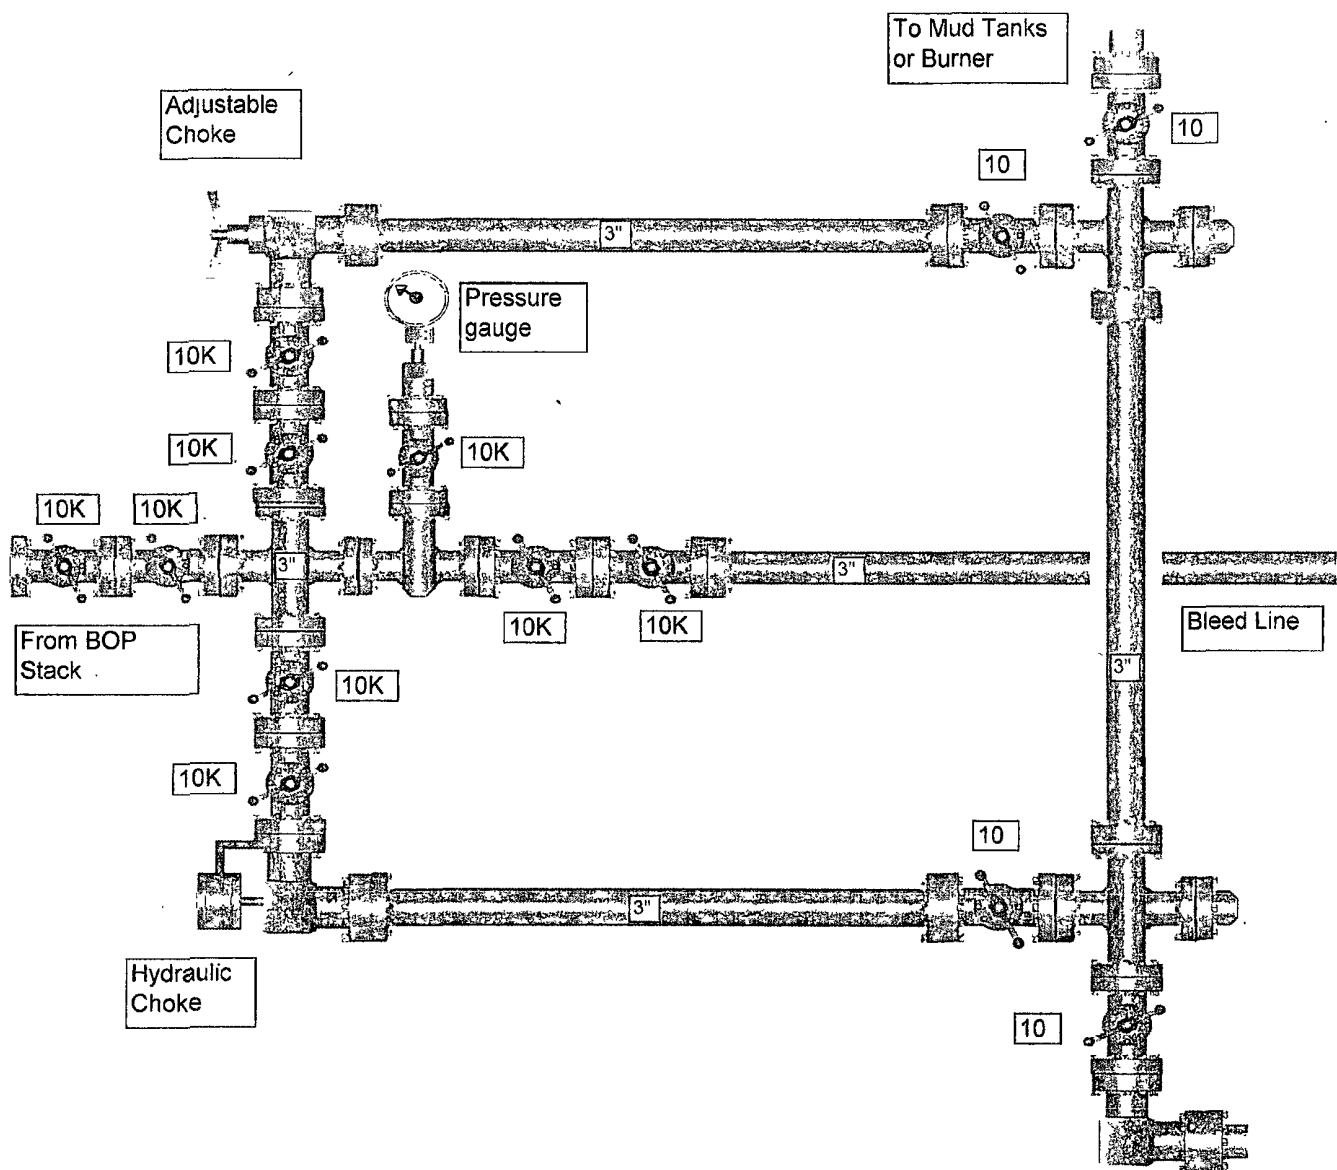 To Mud Tanks
or Burner
Adjustable
Choke
10
10
3"
Pressure
gauge
10K
10K
10K
10K
10K
3"
3"
From BOP
Stack
10K
10K
Bleed Line
3"
10K
10K
10
3"
Hydraulic
Choke
10